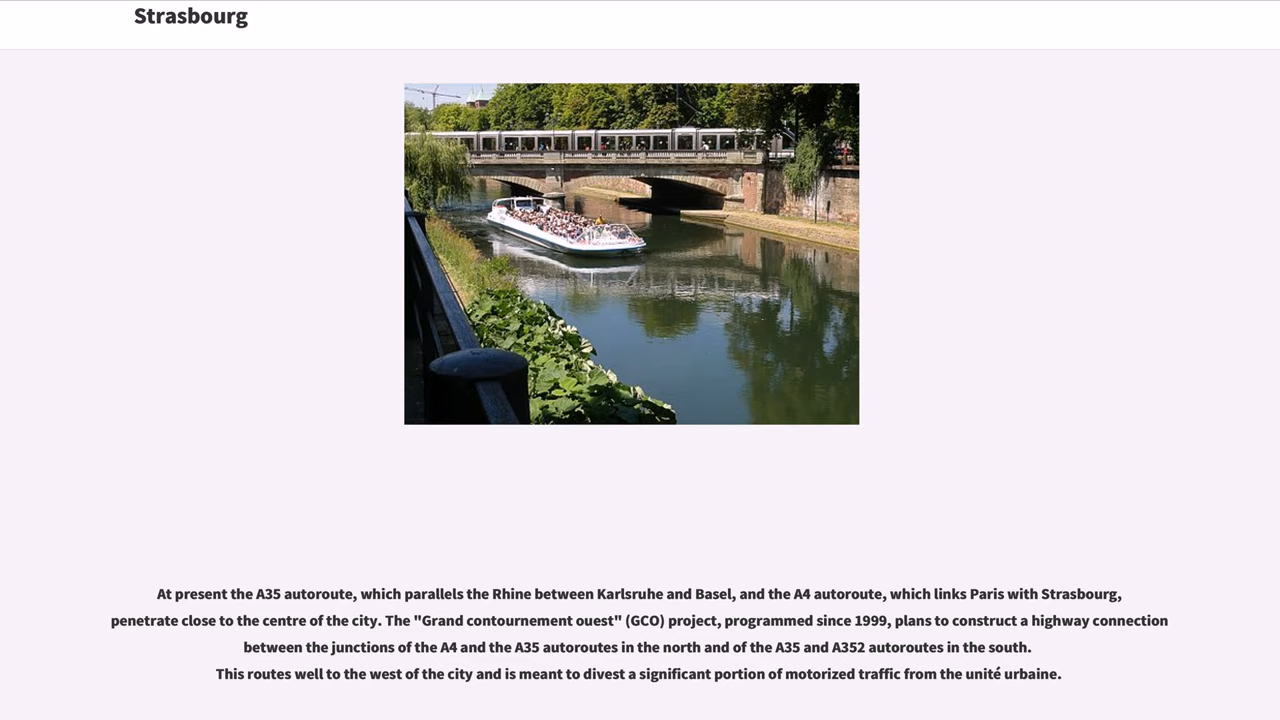 Strasbourg
At present the A35 autoroute, which parallels the Rhine between Karlsruhe and Basel, and the A4 autoroute, which links Paris with Strasbourg,
penetrate close to the centre of the city. The "Grand contournement ouest" (GCO) project, programmed since 1999, plans to construct a highway connection
between the junctions of the A4 and the A35 autoroutes in the north and of the A35 and A352 autoroutes in the south.
This routes well to the west of the city and is meant to divest a significant portion of motorized traffic from the unité urbaine.